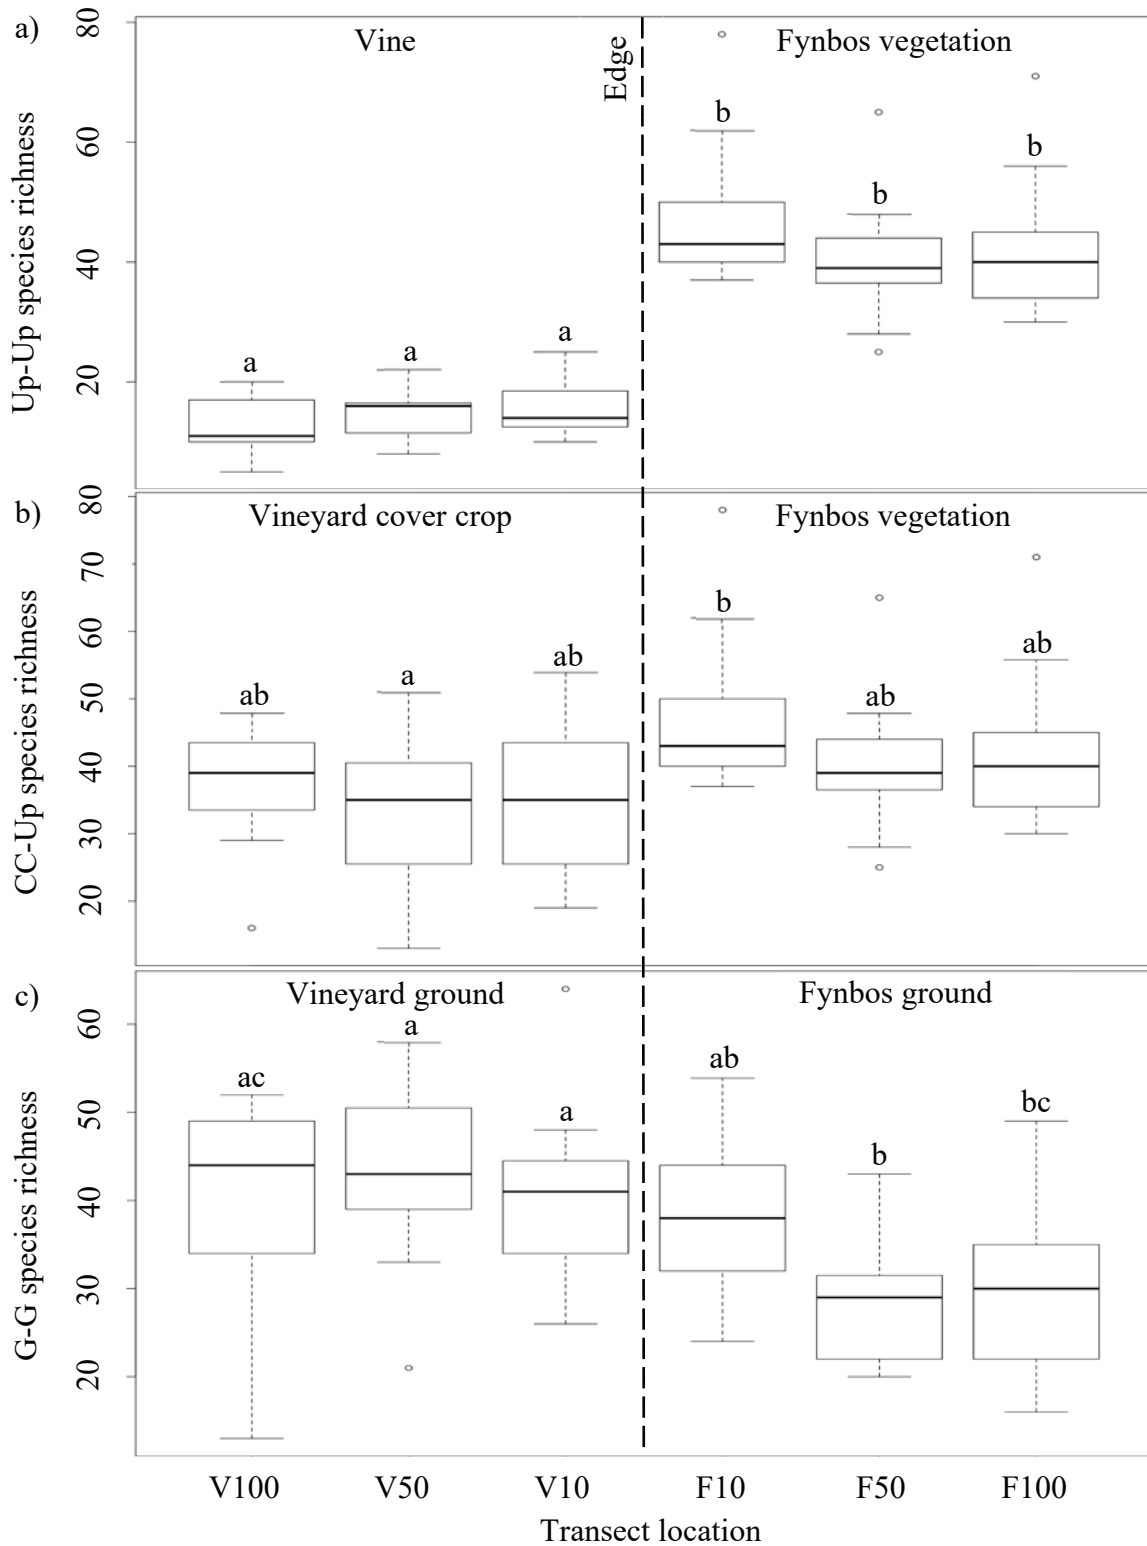 a)
Vine
Edge
Fynbos vegetation
Up-Up species richness
80
60
40
20
a
a
a
b
b
b
b)
Vineyard cover crop
Fynbos vegetation
CC-Up species richness
80
70
60
50
40
30
20
ab
a
ab
b
ab
ab
c)
Vineyard ground
Fynbos ground
G-G species richness
60
50
40
30
20
ac
a
a
ab
b
bc
V100 V50 V10 F10 F50 F100
Transect location